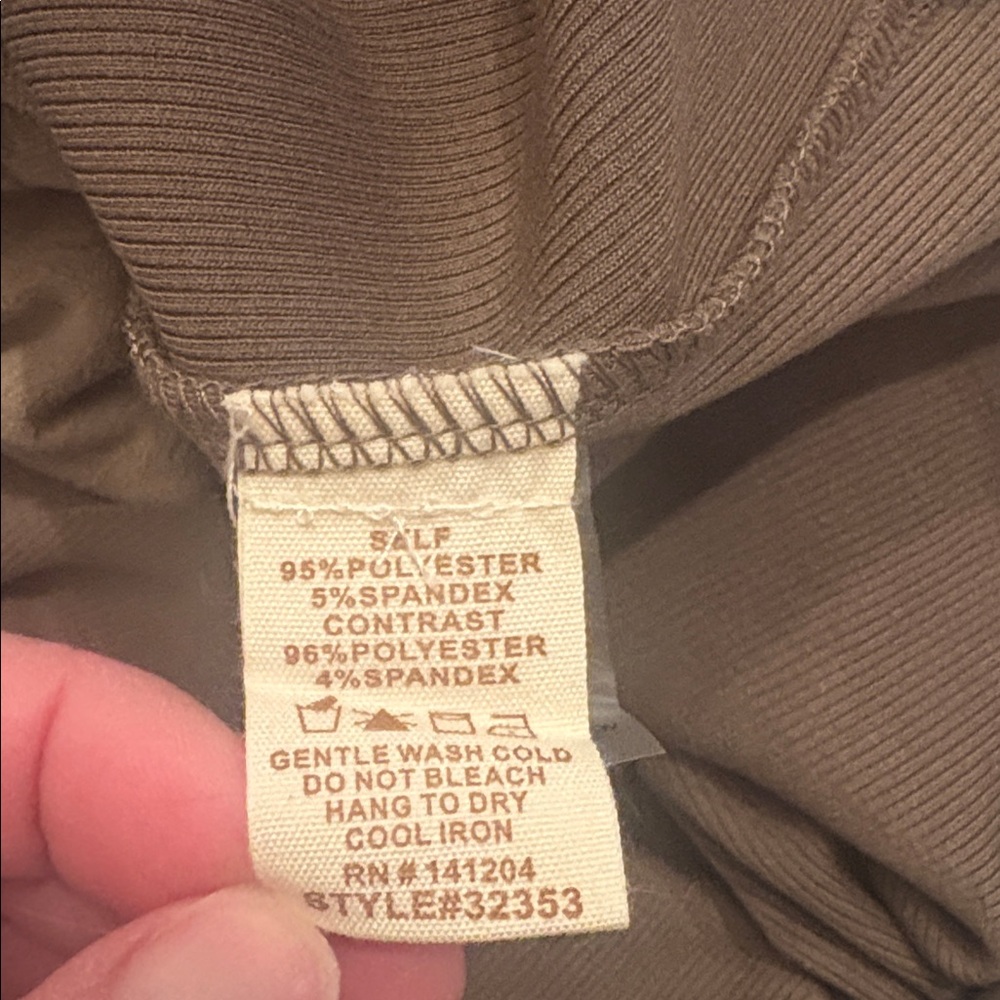 SELF
95%POLYESTER
5%SPANDEX
CONTRAST
96%POLYESTER
4%SPANDEX
GENTLE WASH COLD
DO NOT BLEACH
HANG TO DRY
COOL IRON
RN#141204
STYLE#32353